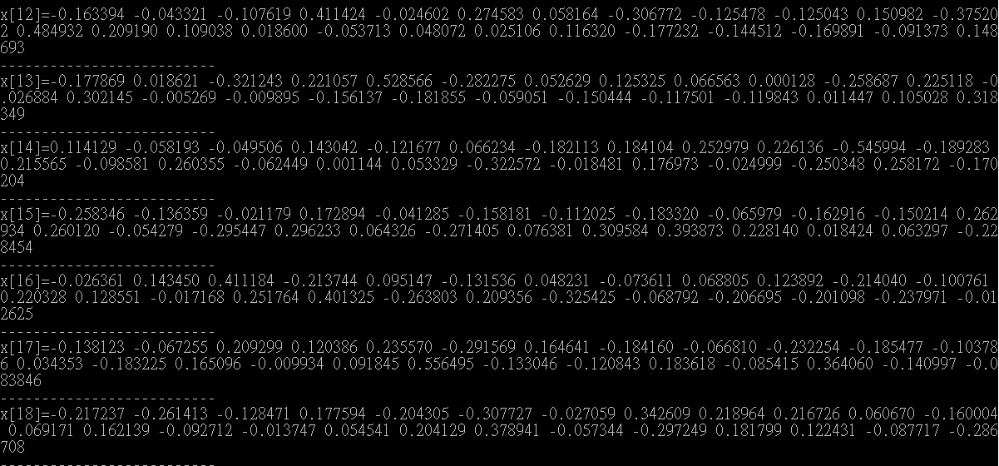 x[12]=-0.163394 -0.043321 -0.107619 0.411424 -0.024602 0.274583 0.058164 -0.306772 -0.125478 -0.125043 0.150982 -0.37520
2 0.484932 0.209190 0.109038 0.018600 -0.053713 0.048072 0.025106 0.116320 -0.177232 -0.144512 -0.169891 -0.091373 0.148
693
--------------------------
x[13]=-0.177869 0.018621 -0.321243 0.221057 0.528566 -0.282275 0.052629 0.125325 0.066563 0.000128 -0.258687 0.225118 -0
.026884 0.302145 -0.005269 -0.009895 -0.156137 -0.181855 -0.059051 -0.150444 -0.117501 -0.119843 0.011447 0.105028 0.318
349
--------------------------
x[14]=0.114129 -0.058193 -0.049506 0.143042 -0.121677 0.066234 -0.182113 0.184104 0.252979 0.226136 -0.545994 -0.189283
0.215565 -0.098581 0.260355 -0.062449 0.001144 0.053329 -0.322572 -0.018481 0.176973 -0.024999 -0.250348 0.258172 -0.170
204
--------------------------
x[15]=-0.258346 -0.136359 -0.021179 0.172894 -0.041285 -0.158181 -0.112025 -0.183320 -0.065979 -0.162916 -0.150214 0.262
934 0.260120 -0.054279 -0.295447 0.296233 0.064326 -0.271405 0.076381 0.309584 0.393873 0.228140 0.018424 0.063297 -0.22
8454
--------------------------
x[16]=-0.026361 0.143450 0.411184 -0.213744 0.095147 -0.131536 0.048231 -0.073611 0.068805 0.123892 -0.214040 -0.100761
0.220328 0.128551 -0.017168 0.251764 0.401325 -0.263803 0.209356 -0.325425 -0.068792 -0.206695 -0.201098 -0.237971 -0.01
2625
--------------------------
x[17]=-0.138123 -0.067255 0.209299 0.120386 0.235570 -0.291569 0.164641 -0.184160 -0.066810 -0.232254 -0.185477 -0.10378
6 0.034353 -0.183225 0.165096 -0.009934 0.091845 0.556495 -0.133046 -0.120843 0.183618 -0.085415 0.364060 -0.140997 -0.0
83846
--------------------------
x[18]=-0.217237 -0.261413 -0.128471 0.177594 -0.204305 -0.307727 -0.027059 0.342609 0.218964 0.216726 0.060670 -0.160004
0.069171 0.162139 -0.092712 -0.013747 0.054541 0.204129 0.378941 -0.057344 -0.297249 0.181799 0.122431 -0.087717 -0.286
708
--------------------------